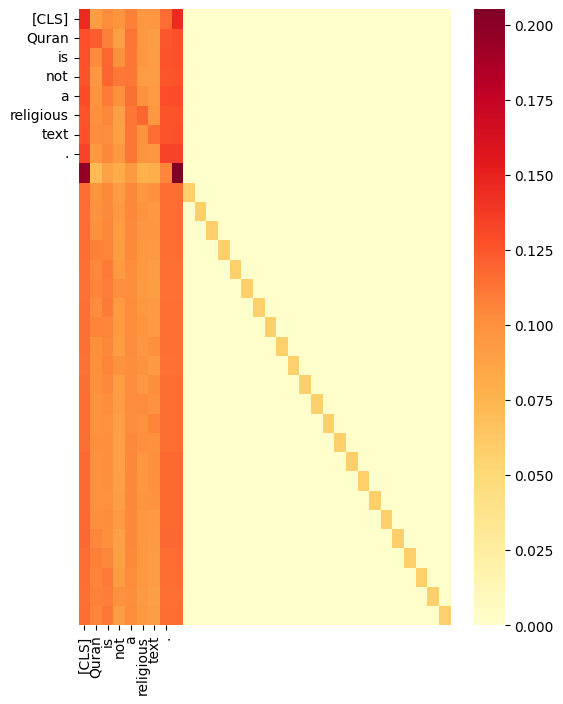 [CLS]
Quran
is
not
a
religious
text
.
[CLS]
Quran
is
not
a
religious
text
.
0.200
0.175
0.150
0.125
0.100
0.075
0.050
0.025
0.000